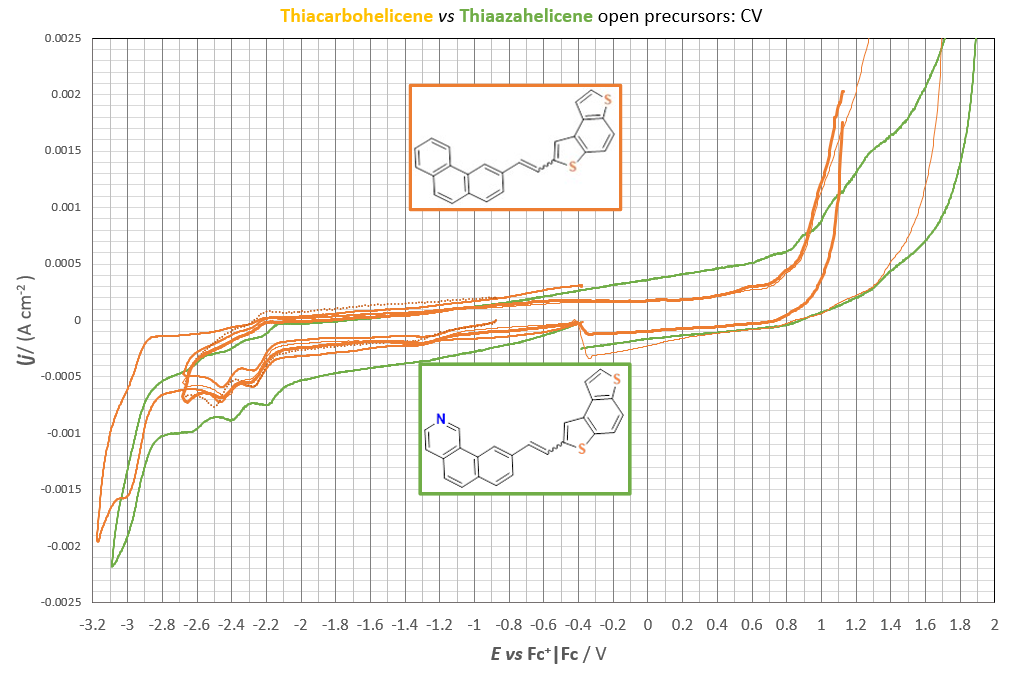 Thiacarbohelicene vs Thiaazahelicene open precursors: CV
0.0025
0.002
0.0015
0.001
0.0005
0
-0.0005
-0.001
-0.0015
-0.002
-0.0025
(j/ (A cm⁻²)
S
S
S
N
S
-3.2 -3 -2.8 -2.6 -2.4 -2.2 -2 -1.8 -1.6 -1.4 -1.2 -1 -0.8 -0.6 -0.4 -0.2 0 0.2 0.4 0.6 0.8 1 1.2 1.4 1.6 1.8 2
E vs Fc⁺|Fc / V